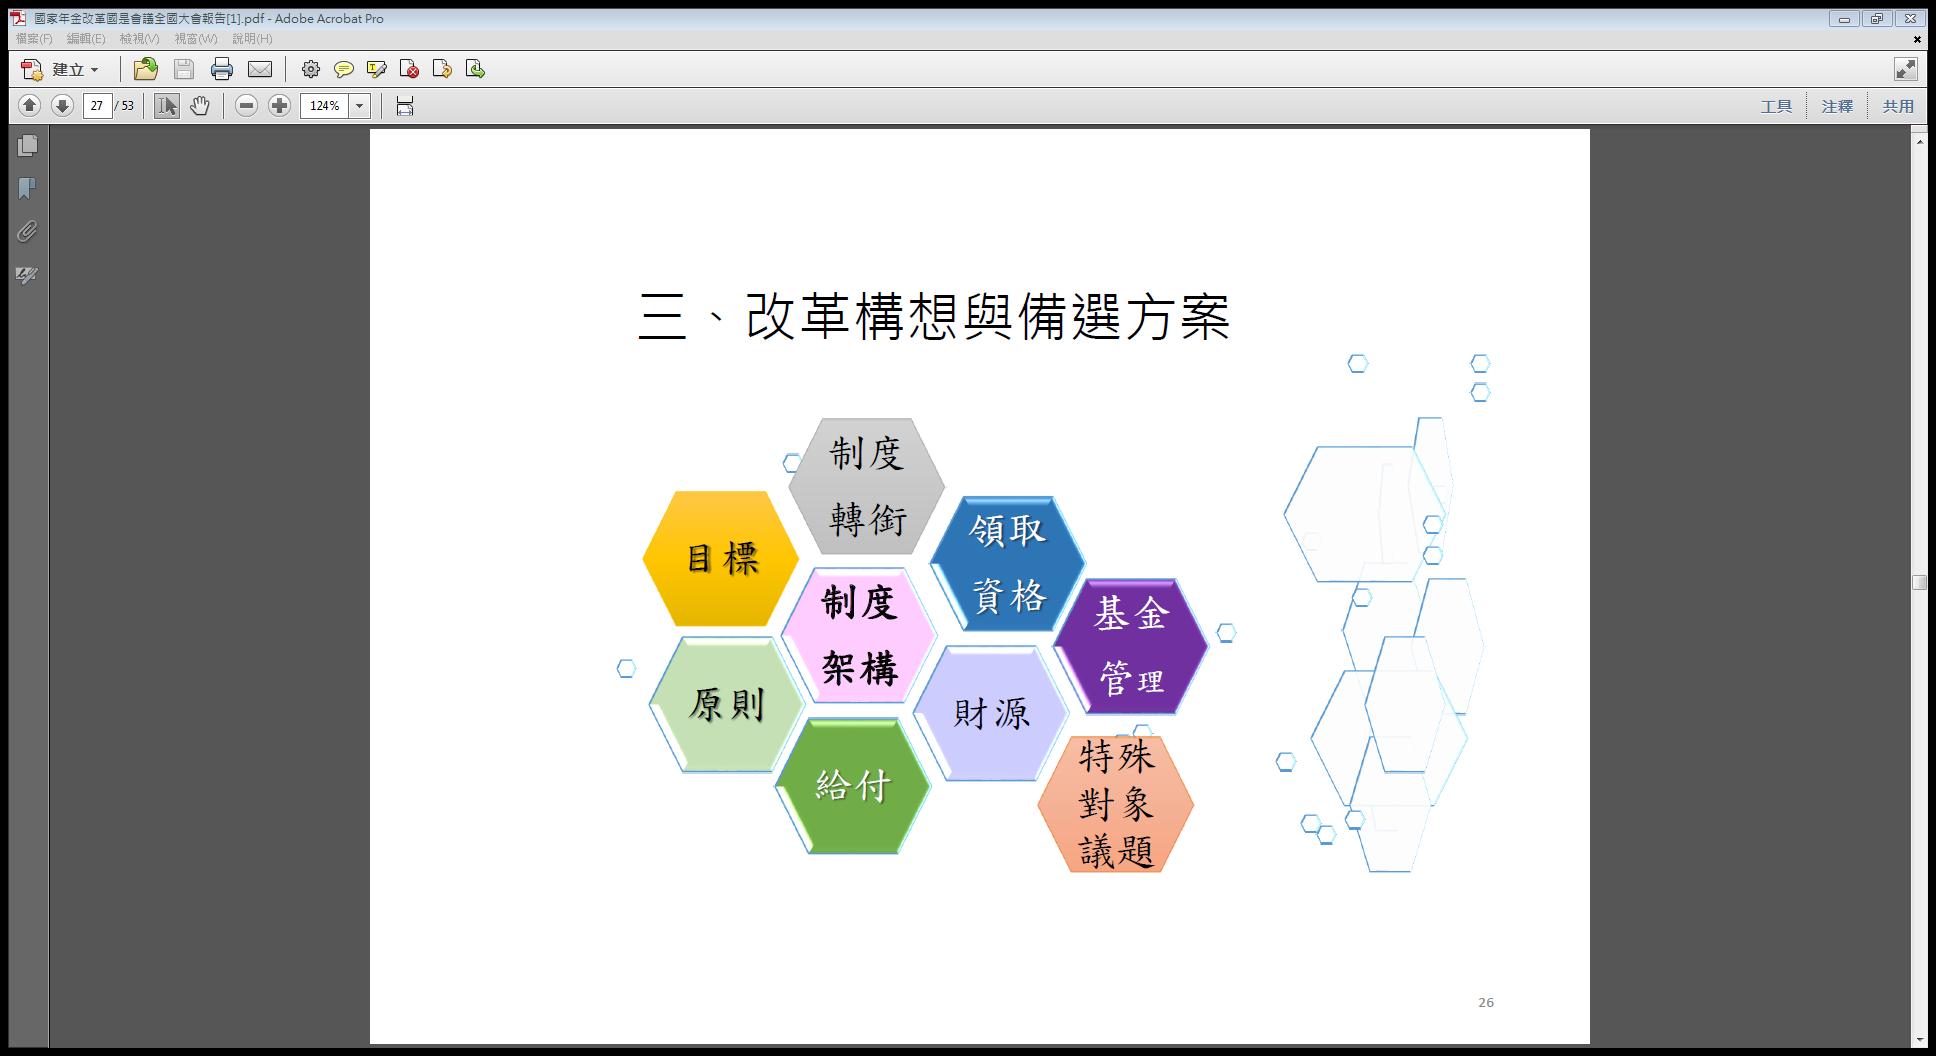 國家年金改革國是會議全國大會報告[1].pdf - Adobe Acrobat Pro
檔案(F) 編輯(E) 檢視(V) 視窗(W) 說明(H)
建立
27 / 53
124%
工具 注釋 共用
三、改革構想與備選方案
制度
轉銜
目標
領取
資格
制度
架構
基金
管理
原則
財源
給付
特殊
對象
議題
26